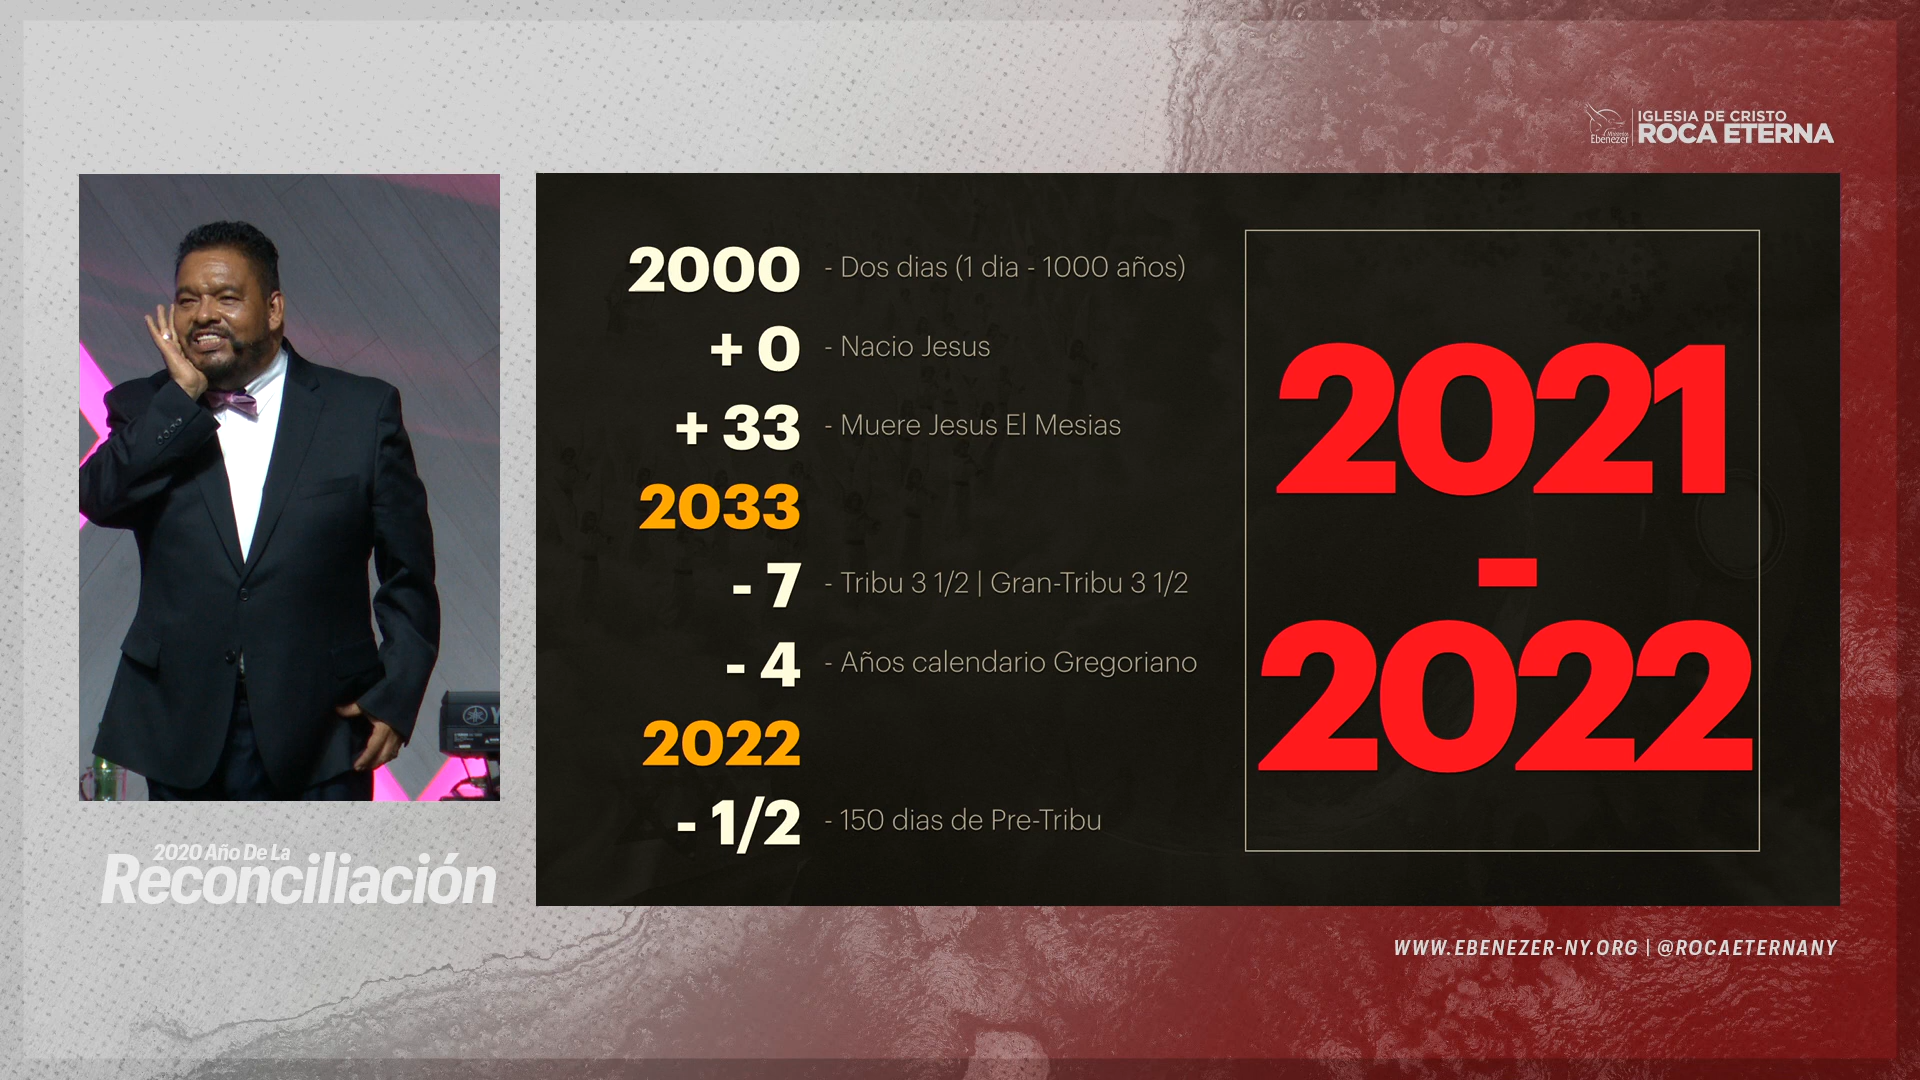 IGLESIA DE CRISTO
ROCA ETERNA
Ministerios
Ebenezer
2000 - Dos dias (1 dia - 1000 años)
+ 0 - Nacio Jesus
+ 33 - Muere Jesus El Mesias
2033
- 7 - Tribu 3 1/2 | Gran-Tribu 3 1/2
- 4 - Años calendario Gregoriano
2022
- 1/2 - 150 dias de Pre-Tribu
2021
-
2022
2020 Año De La
Reconciliación
WWW.EBENEZER-NY.ORG | @ROCAETERNANY